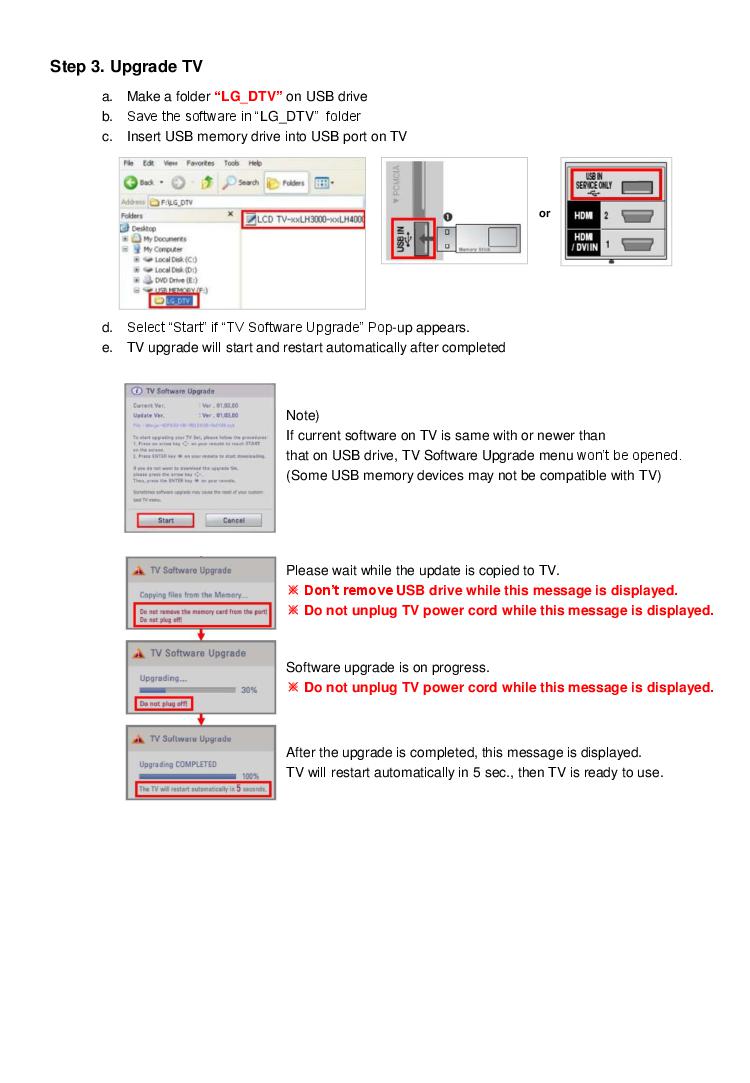 Step 3. Upgrade TV
a. Make a folder “LG_DTV” on USB drive
b. Save the software in “LG_DTV” folder
c. Insert USB memory drive into USB port on TV
File Edit View Favorites Tools Help
Back Search Folders
Address F:\LG_DTV
Folders x
LCD TV-xxLH3000-xxLH4000
Desktop
My Documents
My Computer
Local Disk (C:)
Local Disk (D:)
DVD Drive (E:)
USB MEMORY (F:)
LG_DTV
PCMCIA
USB IN
1
Memory Stick
or
USB IN
SERVICE ONLY
HDMI 2
HDMI
/ DVI IN 1
d. Select “Start” if “TV Software Upgrade” Pop-up appears.
e. TV upgrade will start and restart automatically after completed
TV Software Upgrade
Current Ver. : Ver. 01.03.00
Update Ver. : Ver. 01.03.00
To start upgrading your TV Set, please follow the procedures:
1. Press on arrow key on your remote to reach START
on the screen.
2. Press ENTER key on your remote to start downloading.
If you do not want to download the upgrade file,
please press the arrow key
Then, press the ENTER key on your remote.
Sometimes software upgrade may cause the reset of your custom-
ized TV menu.
Start Cancel
Note)
If current software on TV is same with or newer than
that on USB drive, TV Software Upgrade menu won’t be opened.
(Some USB memory devices may not be compatible with TV)
TV Software Upgrade
Copying files from the Memory...
Do not remove the memory card from the port!
Do not plug off!
Please wait while the update is copied to TV.
※ Don’t remove USB drive while this message is displayed.
※ Do not unplug TV power cord while this message is displayed.
TV Software Upgrade
Upgrading...
30%
Do not plug off!
Software upgrade is on progress.
※ Do not unplug TV power cord while this message is displayed.
TV Software Upgrade
Upgrading COMPLETED
100%
The TV will restart automatically in 5 seconds.
After the upgrade is completed, this message is displayed.
TV will restart automatically in 5 sec., then TV is ready to use.